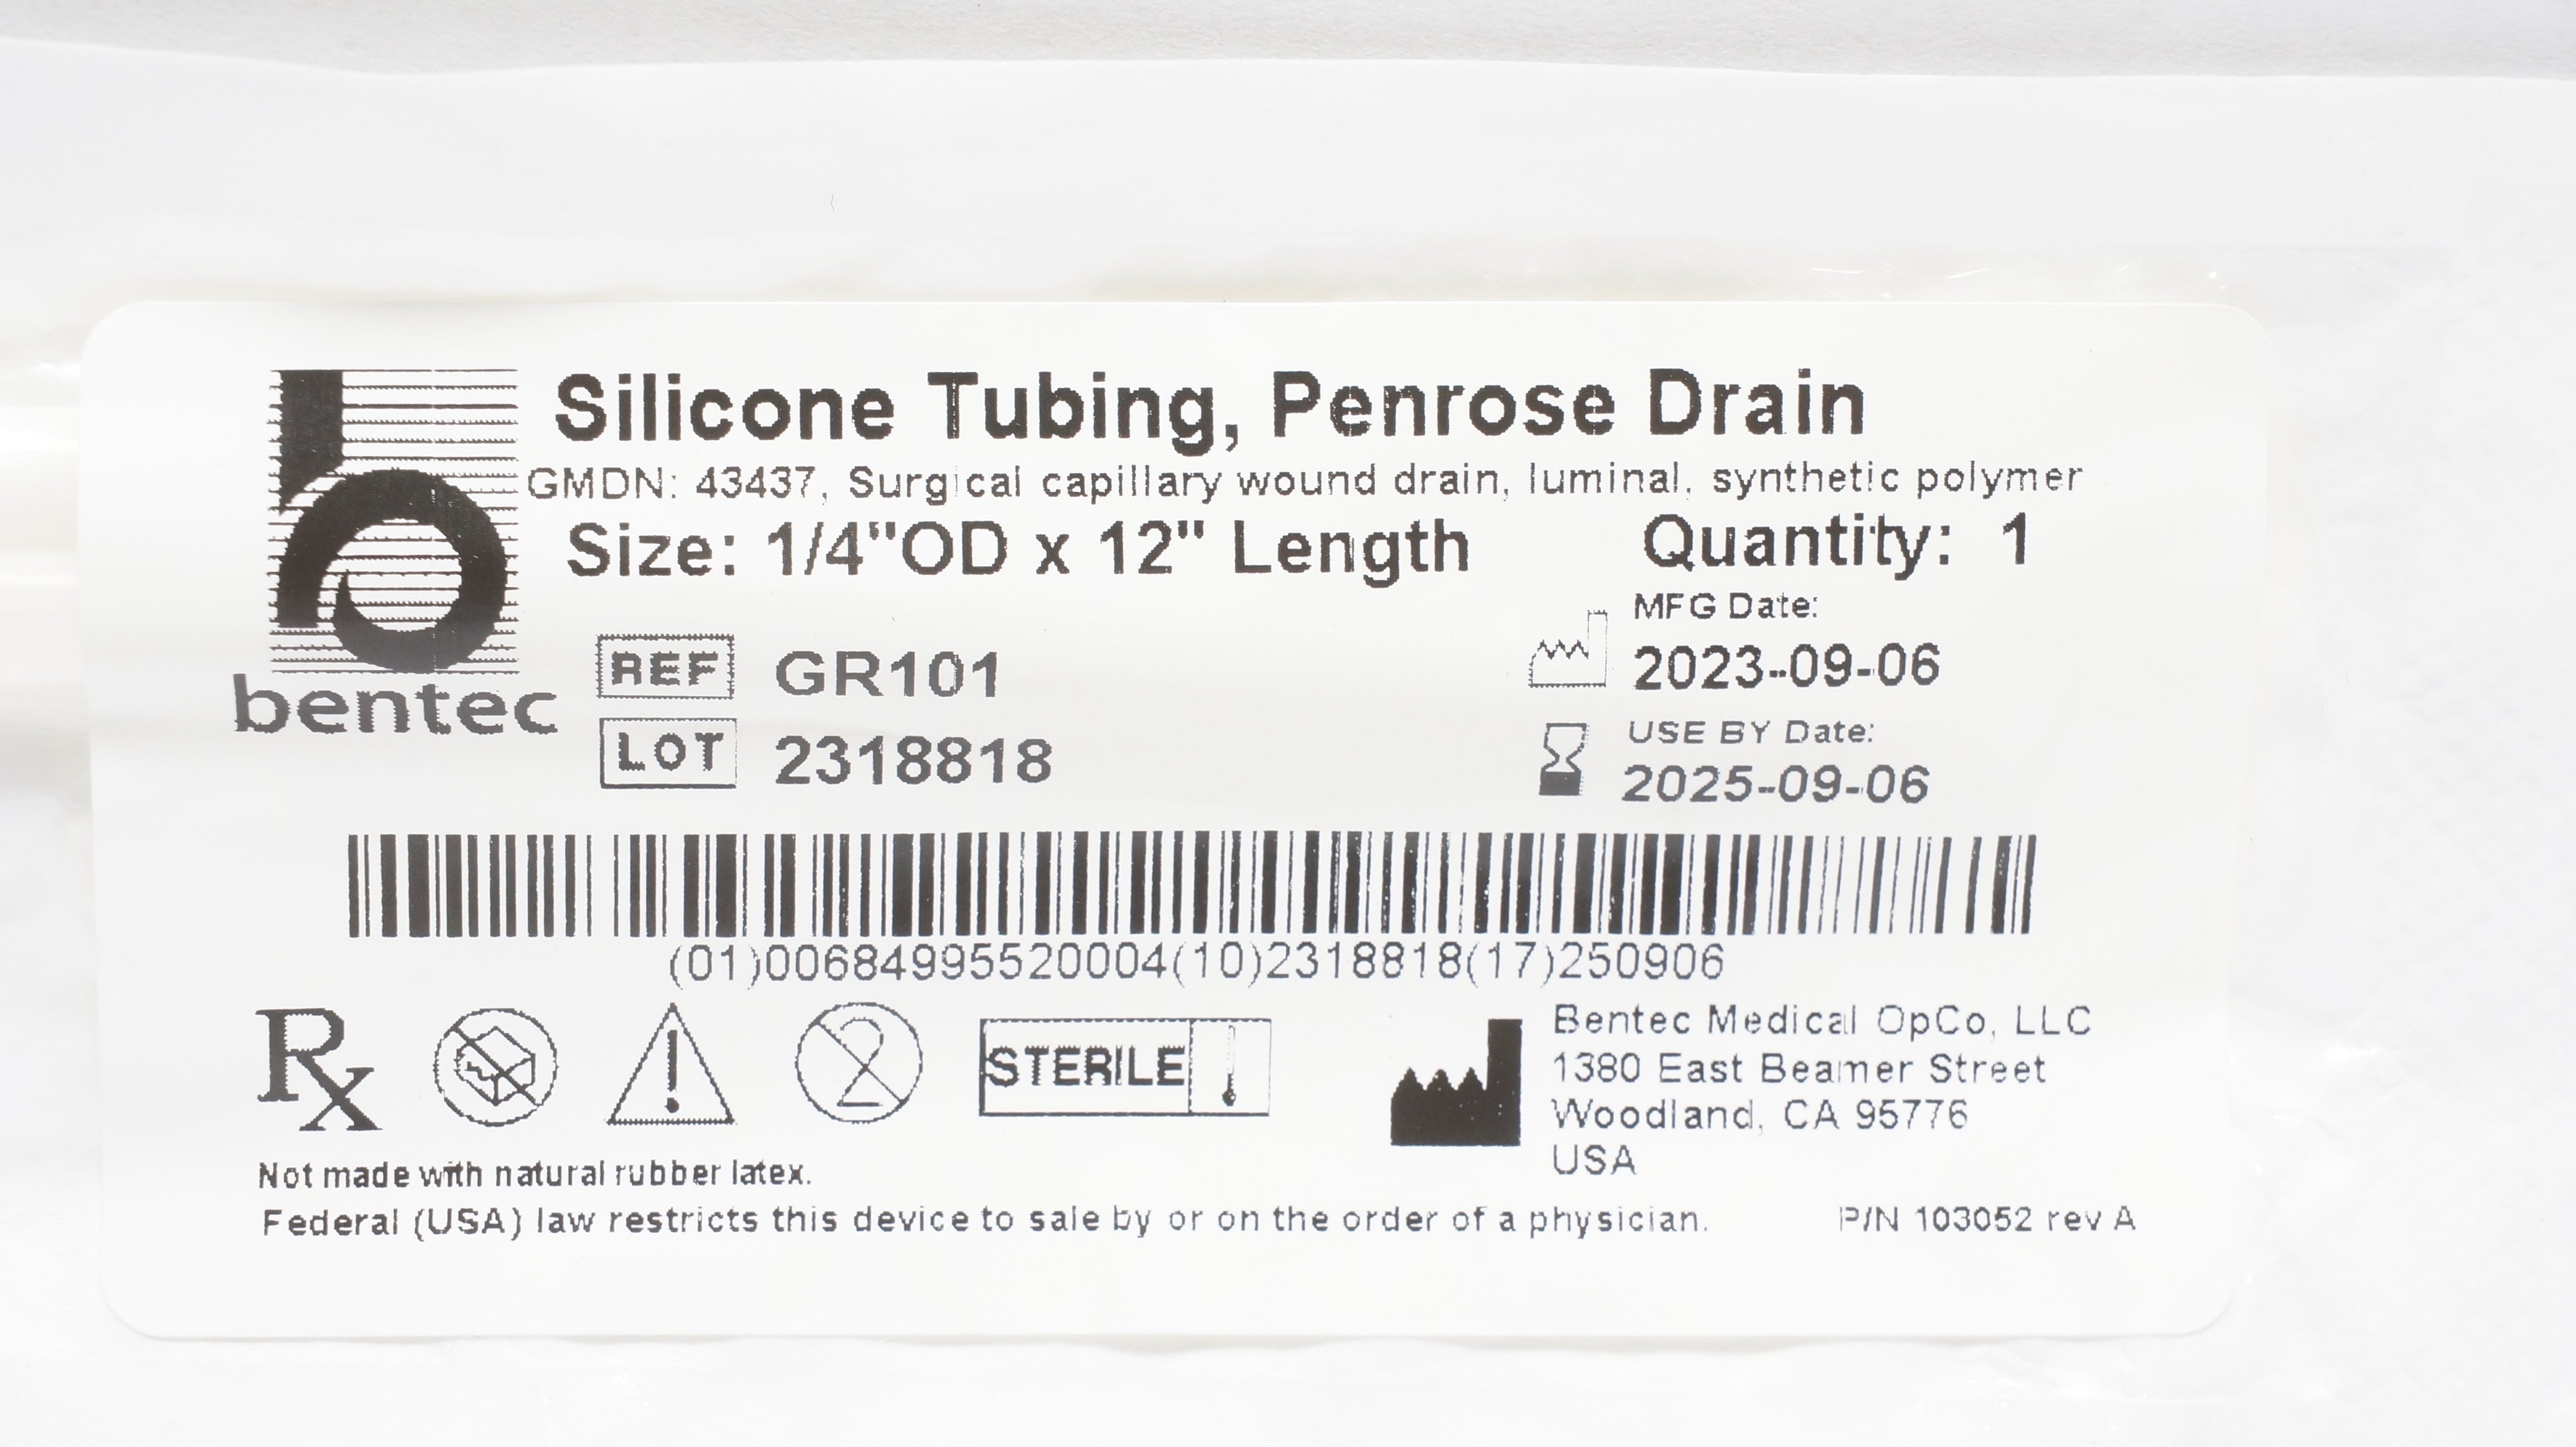 Silicone Tubing, Penrose Drain
GMDN: 43437, Surgical capillary wound drain, luminal, synthetic polymer
Size: 1/4"OD x 12" Length
Quantity: 1
bentec
REF GR101
LOT 2318818
MFG Date:
2023-09-06
USE BY Date:
2025-09-06
(01)00684995520004(10)2318818(17)250906
Rx
2
STERILE
Bentec Medical OpCo, LLC
1380 East Beamer Street
Woodland, CA 95776
USA
Not made with natural rubber latex.
Federal (USA) law restricts this device to sale by or on the order of a physician.
P/N 103052 rev A